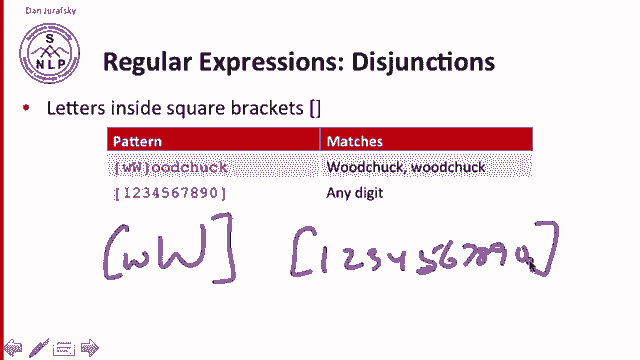 Dan Jurafsky
S
NLP
Regular Expressions: Disjunctions
• Letters inside square brackets []
Pattern Matches
[wW]oodchuck Woodchuck, woodchuck
[1234567890] Any digit
[wW] [1234567890]